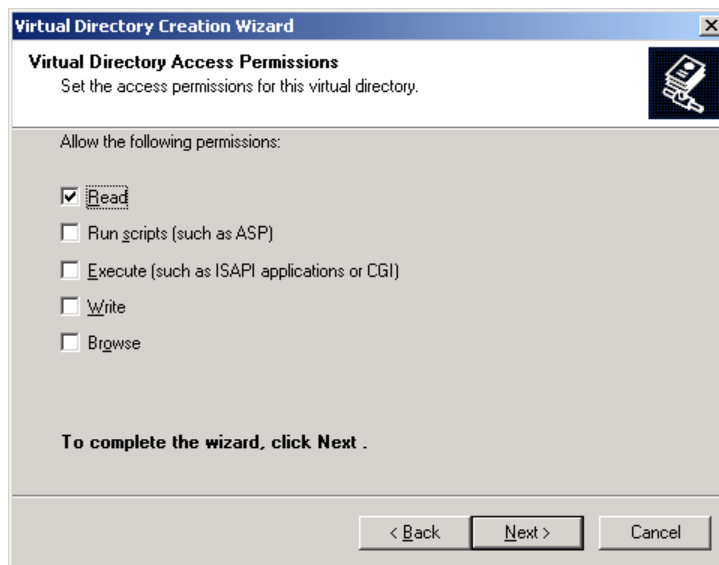 Virtual Directory Creation Wizard
Virtual Directory Access Permissions
Set the access permissions for this virtual directory.
Allow the following permissions:
Read
Run scripts (such as ASP)
Execute (such as ISAPI applications or CGI)
Write
Browse
To complete the wizard, click Next .
< Back Next > Cancel